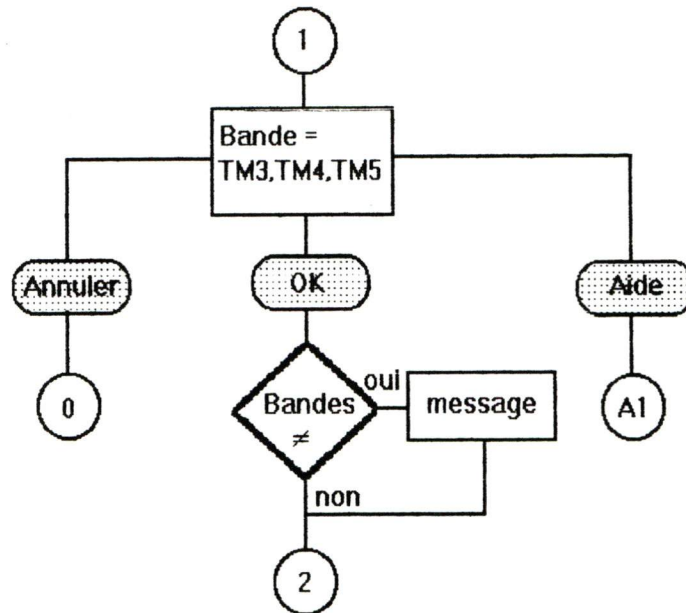 1
Bande =
TM3,TM4,TM5
Annuler
OK
Aide
0
Bandes
≠
oui
message
A1
non
2